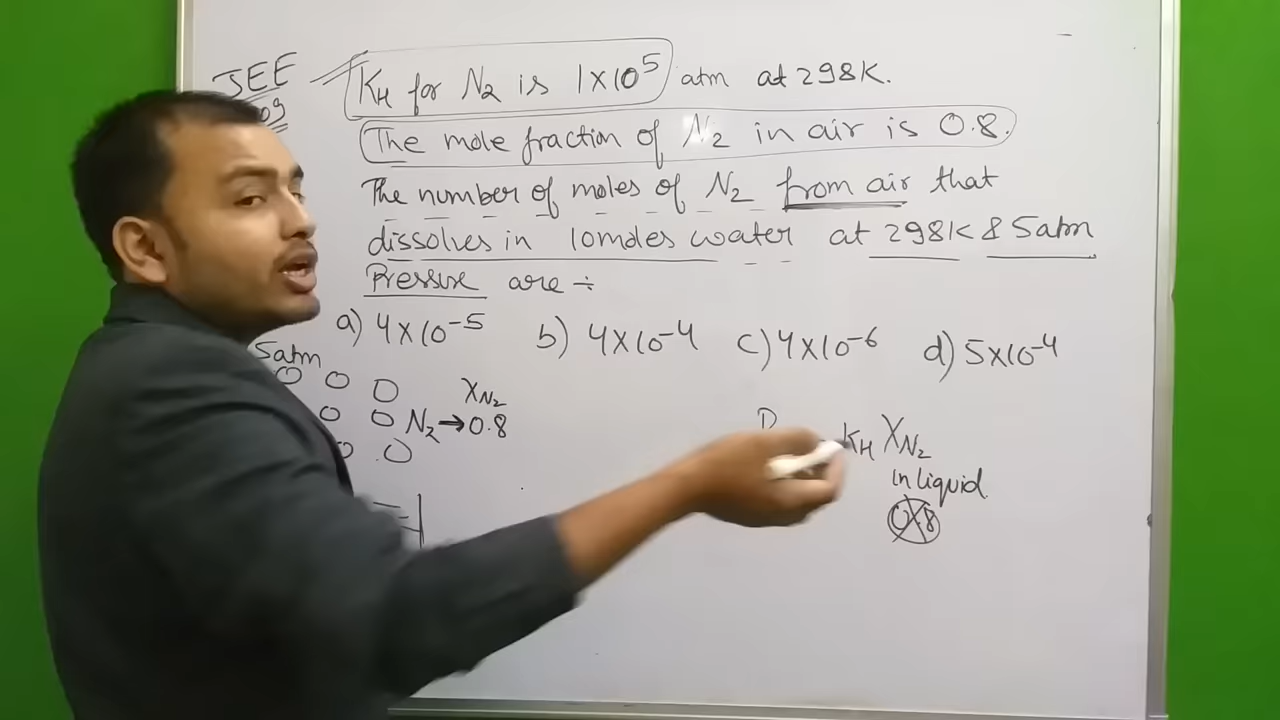 JEE
09
KH for N2 is 1×10^5 atm at 298K.
The mole fraction of N2 in air is 0.8.
The number of moles of N2 from air that
dissolves in 10moles water at 298K & 5atm
Pressure are ÷
a) 4×10^-5 b) 4×10^-4 c) 4×10^-6 d) 5×10^-4
5atm
XN2
N2 → 0.8
P KH XN2
in liquid
0.8